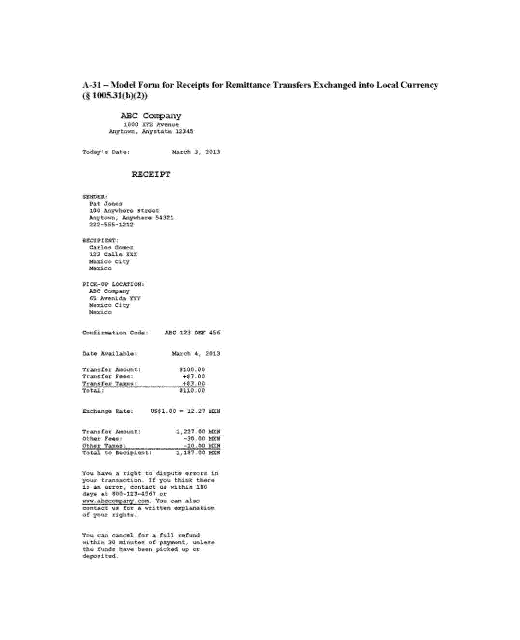 A-31 – Model Form for Receipts for Remittance Transfers Exchanged into Local Currency
(§ 1005.31(b)(2))
ABC Company
1000 XYZ Avenue
Anytown, Anystate 12345
Today's Date: March 3, 2013
RECEIPT
SENDER:
Pat Jones
100 Anywhere Street
Anytown, Anywhere 54321
222-555-1212
RECIPIENT:
Carlos Gomez
123 Calle XXX
Mexico City
Mexico
PICK-UP LOCATION:
ABC Company
65 Avenida YYY
Mexico City
Mexico
Confirmation Code: ABC 123 DEF 456
Date Available: March 4, 2013
Transfer Amount: $100.00
Transfer Fees: +$7.00
Transfer Taxes: +$3.00
Total: $110.00
Exchange Rate: US$1.00 = 12.27 MXN
Transfer Amount: 1,227.00 MXN
Other Fees: -30.00 MXN
Other Taxes: -10.00 MXN
Total to Recipient: 1,187.00 MXN
You have a right to dispute errors in
your transaction. If you think there
is an error, contact us within 180
days at 800-123-4567 or
www.abccompany.com. You can also
contact us for a written explanation
of your rights.
You can cancel for a full refund
within 30 minutes of payment, unless
the funds have been picked up or
deposited.